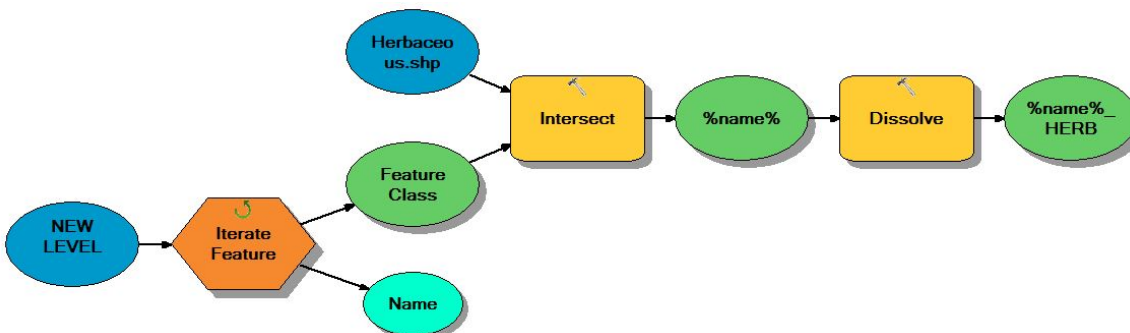 Herbaceo
us.shp
Intersect
%name%
Dissolve
%name%_
HERB
Feature
Class
NEW
LEVEL
Iterate
Feature
Name